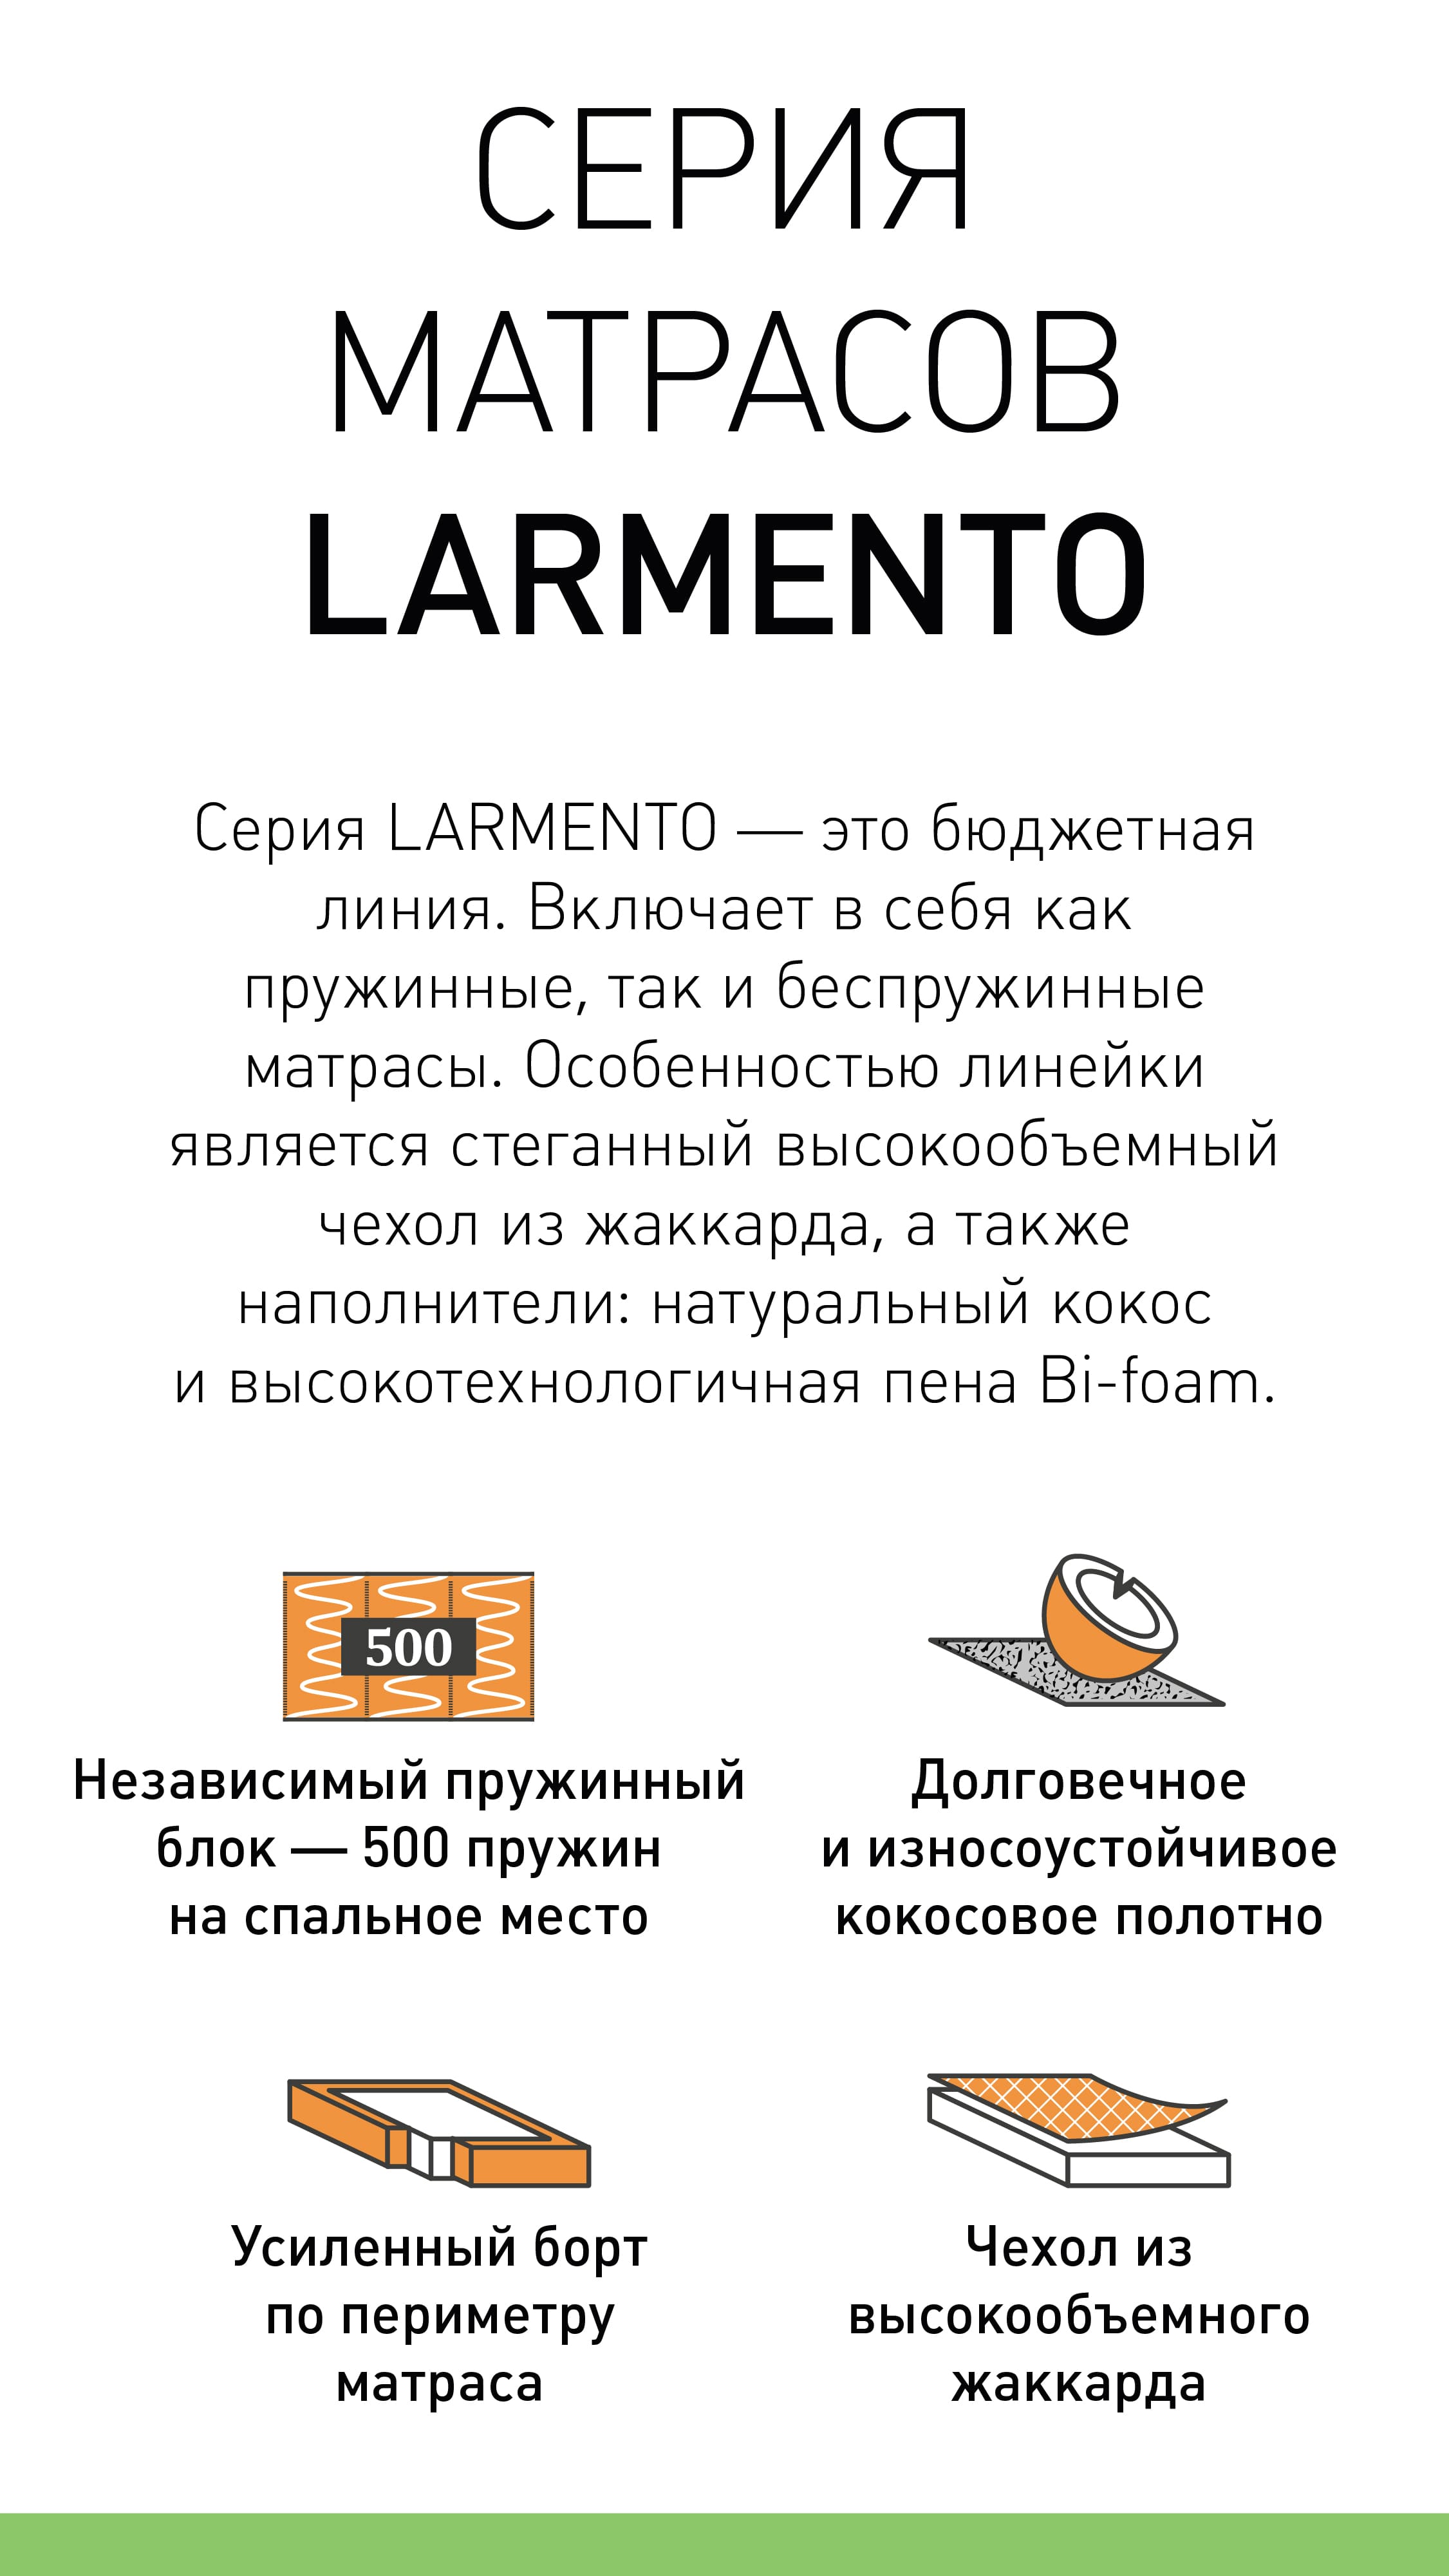 СЕРИЯ
МАТРАСОВ
LARMENTO
Серия LARMENTO — это бюджетная
линия. Включает в себя как
пружинные, так и беспружинные
матрасы. Особенностью линейки
является стеганный высокообъемный
чехол из жаккарда, а также
наполнители: натуральный кокос
и высокотехнологичная пена Bi-foam.
500
Независимый пружинный
блок — 500 пружин
на спальное место
Долговечное
и износоустойчивое
кокосовое полотно
Усиленный борт
по периметру
матраса
Чехол из
высокообъемного
жаккарда